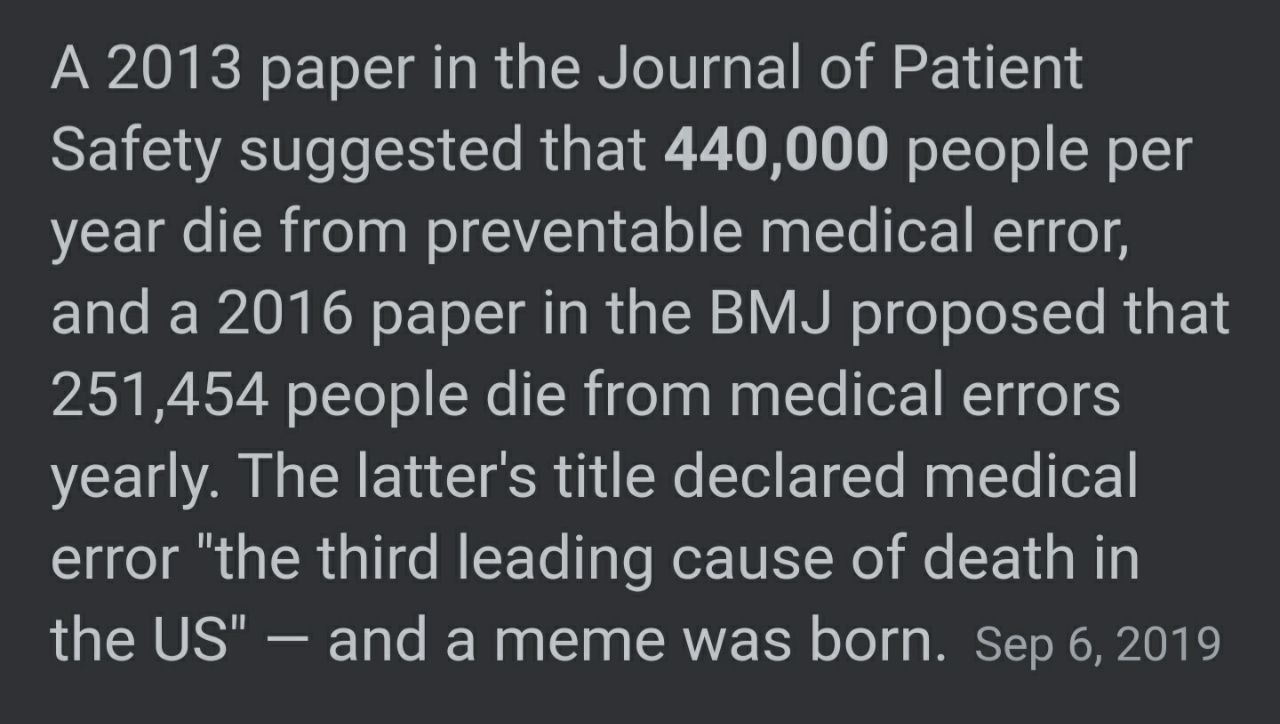 A 2013 paper in the Journal of Patient
Safety suggested that 440,000 people per
year die from preventable medical error,
and a 2016 paper in the BMJ proposed that
251,454 people die from medical errors
yearly. The latter's title declared medical
error "the third leading cause of death in
the US" — and a meme was born. Sep 6, 2019